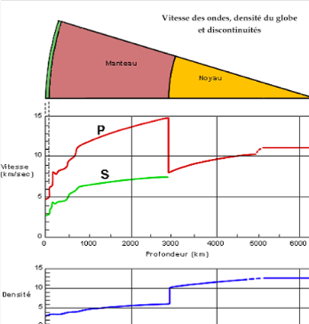 Vitesse des ondes, densité du globe
et discontinuités
Manteau
Noyau
15
P
10
Vitesse
(km/sec)
S
5
0
0 1000 2000 3000 4000 5000 6000
Profondeur (km)
15
Densité
10
5